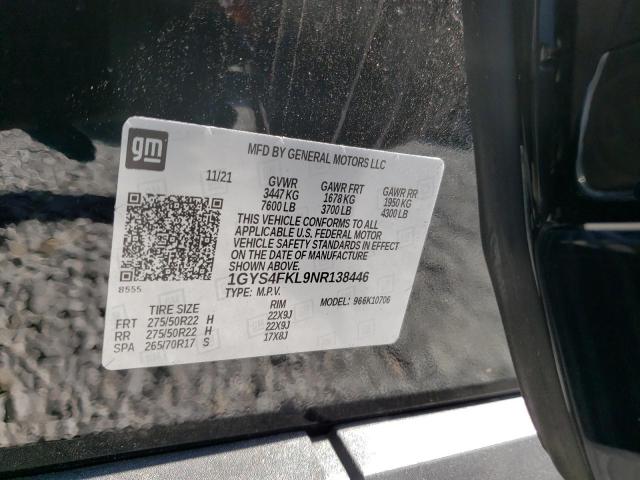 gm
MFD BY GENERAL MOTORS LLC
11/21
GVWR GAWR FRT GAWR RR
3447 KG 1678 KG 1950 KG
7600 LB 3700 LB 4300 LB
THIS VEHICLE CONFORMS TO ALL
APPLICABLE U.S. FEDERAL MOTOR
VEHICLE SAFETY STANDARDS IN EFFECT
ON THE DATE OF MANUFACTURE
SHOWN ABOVE.
8555
1GYS4FKL9NR138446
TYPE: M.P.V. MODEL: 966K10706
TIRE SIZE RIM
FRT 275/50R22 H 22X9J
RR 275/50R22 H 22X9J
SPA 265/70R17 S 17X8J